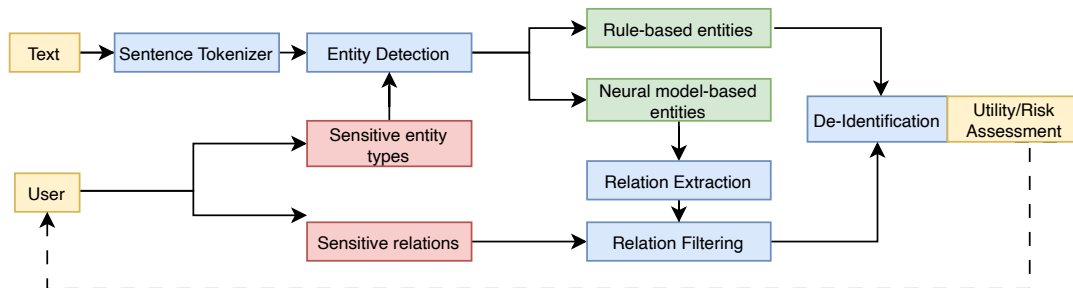 Text
Sentence Tokenizer
Entity Detection
Rule-based entities
Neural model-based
entities
De-Identification
Utility/Risk
Assessment
Sensitive entity
types
User
Relation Extraction
Sensitive relations
Relation Filtering